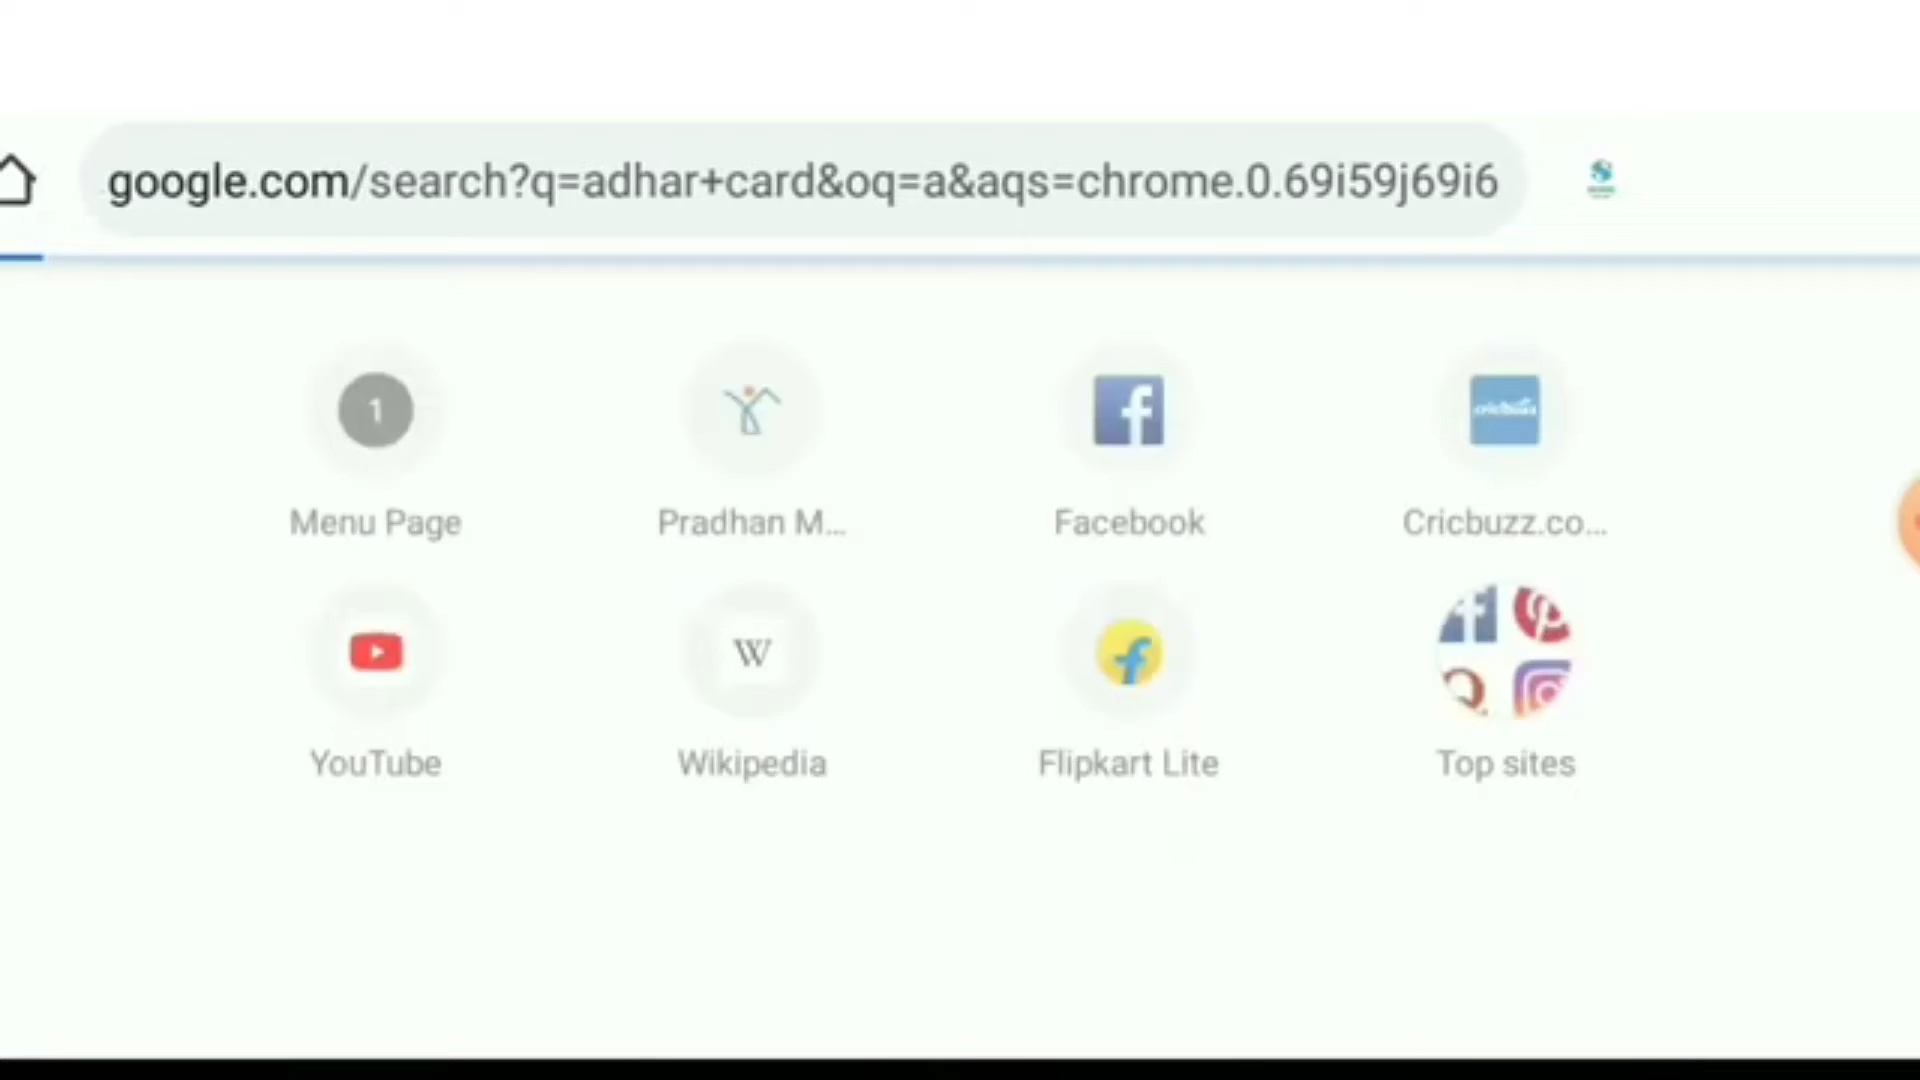 google.com/search?q=adhar+card&oq=a&aqs=chrome.0.69i59j69i6
1
cricbuzz
Menu Page
Pradhan M...
Facebook
Cricbuzz.co...
W
YouTube
Wikipedia
Flipkart Lite
Top sites